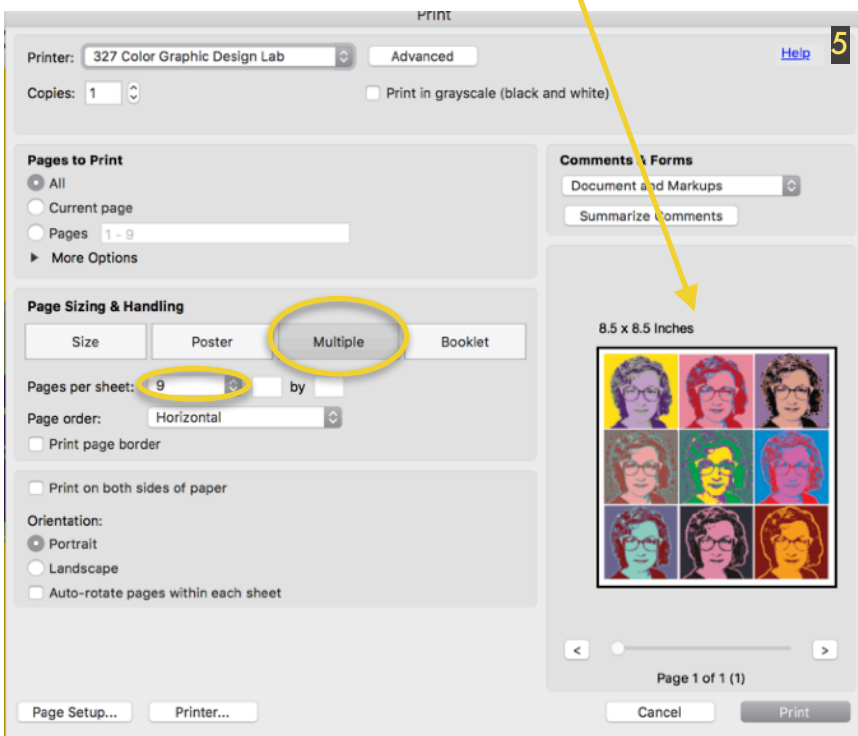 Print
Printer: 327 Color Graphic Design Lab Advanced Help 5
Copies: 1 Print in grayscale (black and white)
Pages to Print
All
Current page
Pages 1 - 9
More Options
Comments & Forms
Document and Markups
Summarize Comments
Page Sizing & Handling
Size Poster Multiple Booklet
Pages per sheet: 9 by
Page order: Horizontal
Print page border
Print on both sides of paper
Orientation:
Portrait
Landscape
Auto-rotate pages within each sheet
8.5 x 8.5 Inches
< >
Page 1 of 1 (1)
Page Setup... Printer... Cancel Print